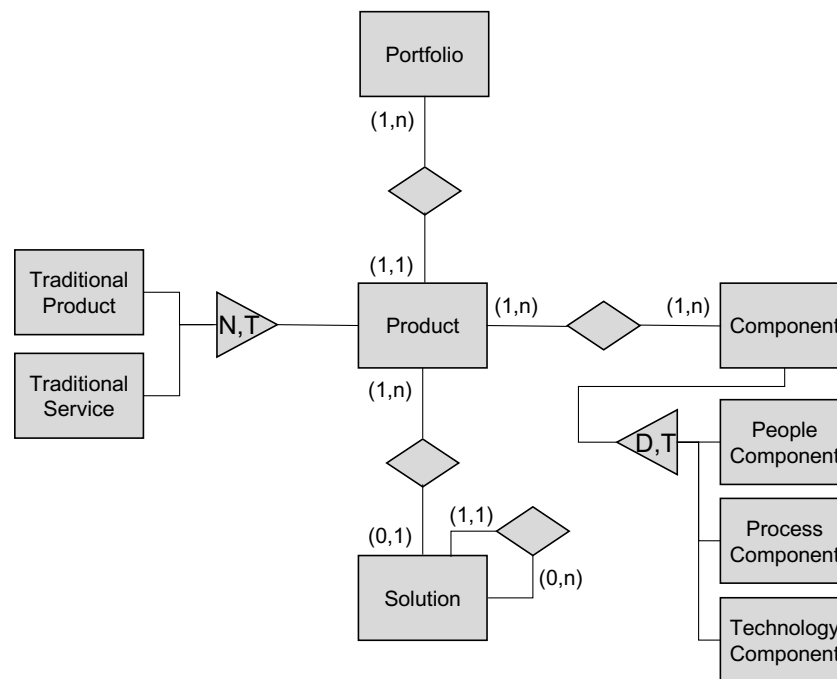 Portfolio
(1,n)
(1,1)
Traditional
Product
N,T
Product
(1,n)
(1,n)
Component
Traditional
Service
(1,n)
D,T
People
Component
(0,1)
(1,1)
(0,n)
Process
Component
Solution
Technology
Component